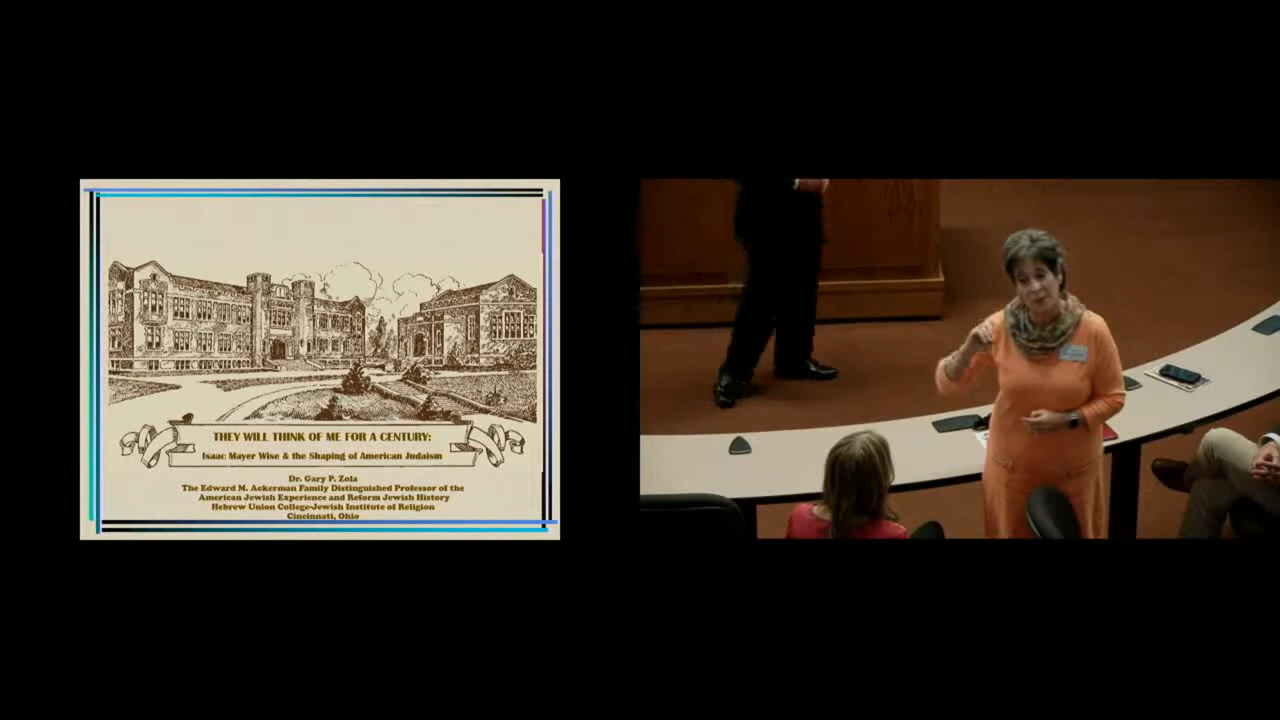 THEY WILL THINK OF ME FOR A CENTURY:
Isaac Mayer Wise & the Shaping of American Judaism
Dr. Gary P. Zola
The Edward M. Ackerman Family Distinguished Professor of the
American Jewish Experience and Reform Jewish History
Hebrew Union College-Jewish Institute of Religion
Cincinnati, Ohio